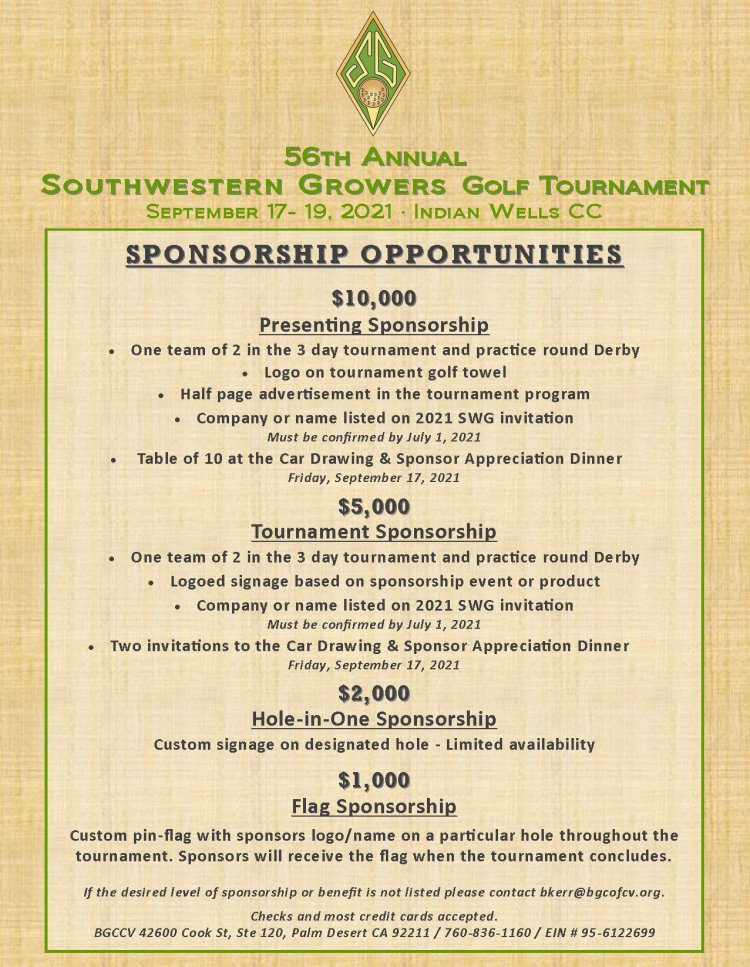 SG
56th Annual
Southwestern Growers Golf Tournament
September 17- 19, 2021 · Indian Wells CC
SPONSORSHIP OPPORTUNITIES
$10,000
Presenting Sponsorship
• One team of 2 in the 3 day tournament and practice round Derby
• Logo on tournament golf towel
• Half page advertisement in the tournament program
• Company or name listed on 2021 SWG invitation
Must be confirmed by July 1, 2021
• Table of 10 at the Car Drawing & Sponsor Appreciation Dinner
Friday, September 17, 2021
$5,000
Tournament Sponsorship
• One team of 2 in the 3 day tournament and practice round Derby
• Logoed signage based on sponsorship event or product
• Company or name listed on 2021 SWG invitation
Must be confirmed by July 1, 2021
• Two invitations to the Car Drawing & Sponsor Appreciation Dinner
Friday, September 17, 2021
$2,000
Hole-in-One Sponsorship
Custom signage on designated hole - Limited availability
$1,000
Flag Sponsorship
Custom pin-flag with sponsors logo/name on a particular hole throughout the
tournament. Sponsors will receive the flag when the tournament concludes.
If the desired level of sponsorship or benefit is not listed please contact bkerr@bgcofcv.org.
Checks and most credit cards accepted.
BGCCV 42600 Cook St, Ste 120, Palm Desert CA 92211 / 760-836-1160 / EIN # 95-6122699